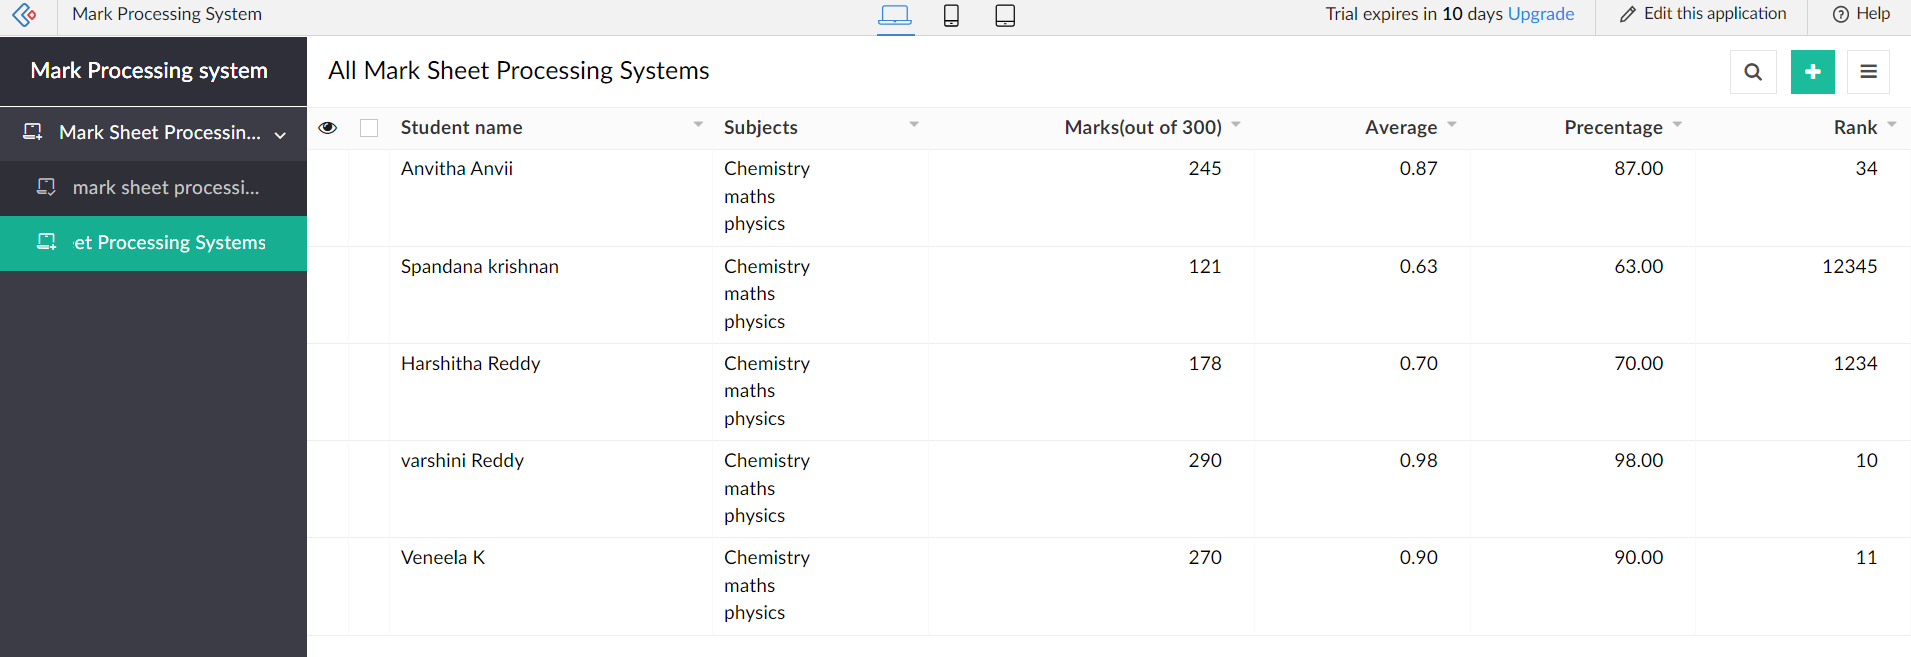 Mark Processing System
Trial expires in 10 days Upgrade
Edit this application
Help
Mark Processing system
All Mark Sheet Processing Systems
Mark Sheet Processin...
mark sheet processi...
et Processing Systems
Student name Subjects Marks(out of 300) Average Precentage Rank
Anvitha Anvii Chemistry 245 0.87 87.00 34
maths
physics
Spandana krishnan Chemistry 121 0.63 63.00 12345
maths
physics
Harshitha Reddy Chemistry 178 0.70 70.00 1234
maths
physics
varshini Reddy Chemistry 290 0.98 98.00 10
maths
physics
Veneela K Chemistry 270 0.90 90.00 11
maths
physics